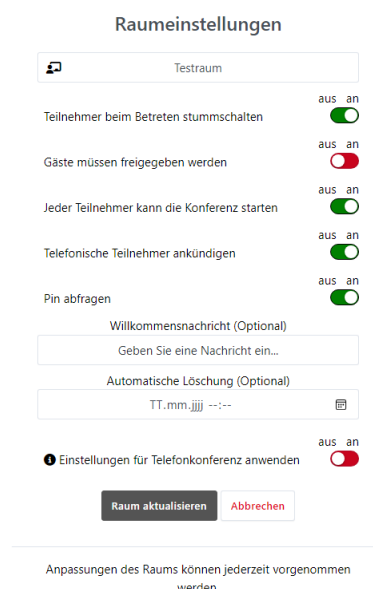 Raumeinstellungen
Testraum
aus an
Teilnehmer beim Betreten stummschalten
aus an
Gäste müssen freigegeben werden
aus an
Jeder Teilnehmer kann die Konferenz starten
aus an
Telefonische Teilnehmer ankündigen
aus an
Pin abfragen
Willkommensnachricht (Optional)
Geben Sie eine Nachricht ein...
Automatische Löschung (Optional)
TT.mm.jjjj --:--
aus an
Einstellungen für Telefonkonferenz anwenden
Raum aktualisieren Abbrechen
Anpassungen des Raums können jederzeit vorgenommen
werden